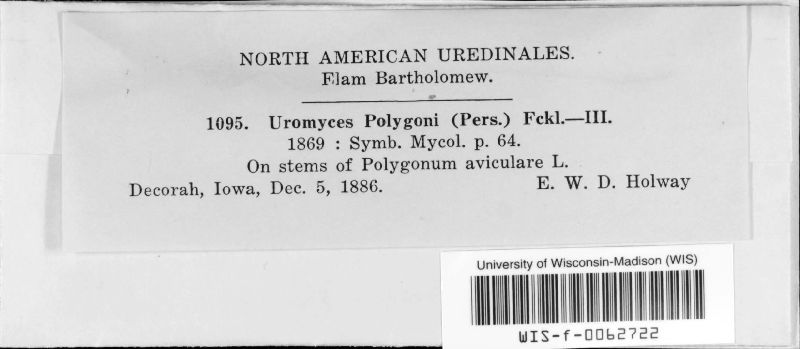 NORTH AMERICAN UREDINALES.
Elam Bartholomew.
1095. Uromyces Polygoni (Pers.) Fckl.—III.
1869 : Symb. Mycol. p. 64.
On stems of Polygonum aviculare L.
Decorah, Iowa, Dec. 5, 1886. E. W. D. Holway
University of Wisconsin-Madison (WIS)
WIS-f-0062722